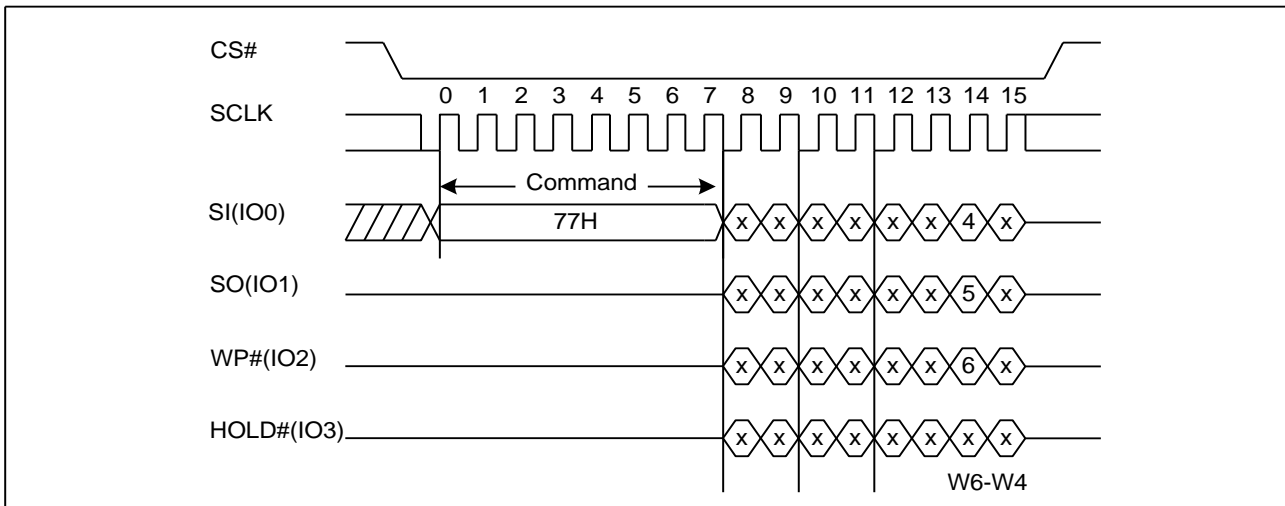 CS#
0 1 2 3 4 5 6 7 8 9 10 11 12 13 14 15
SCLK
Command
SI(IO0) 77H x x x x x x 4 x
SO(IO1) x x x x x x 5 x
WP#(IO2) x x x x x x 6 x
HOLD#(IO3) x x x x x x x x
W6-W4